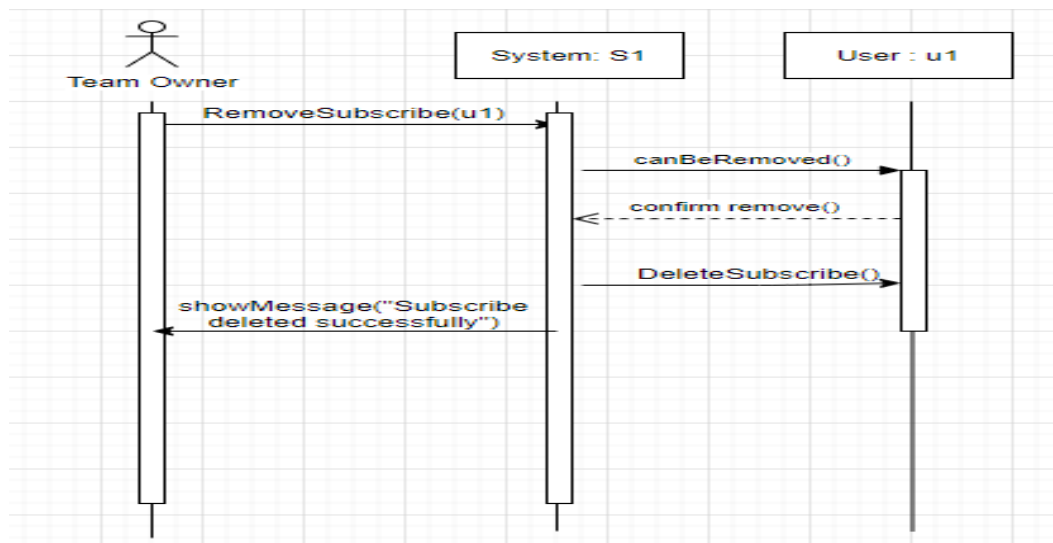 Team Owner
System: S1
User : u1
RemoveSubscribe(u1)
canBeRemoved()
confirm remove()
DeleteSubscribe()
showMessage("Subscribe
deleted successfully")